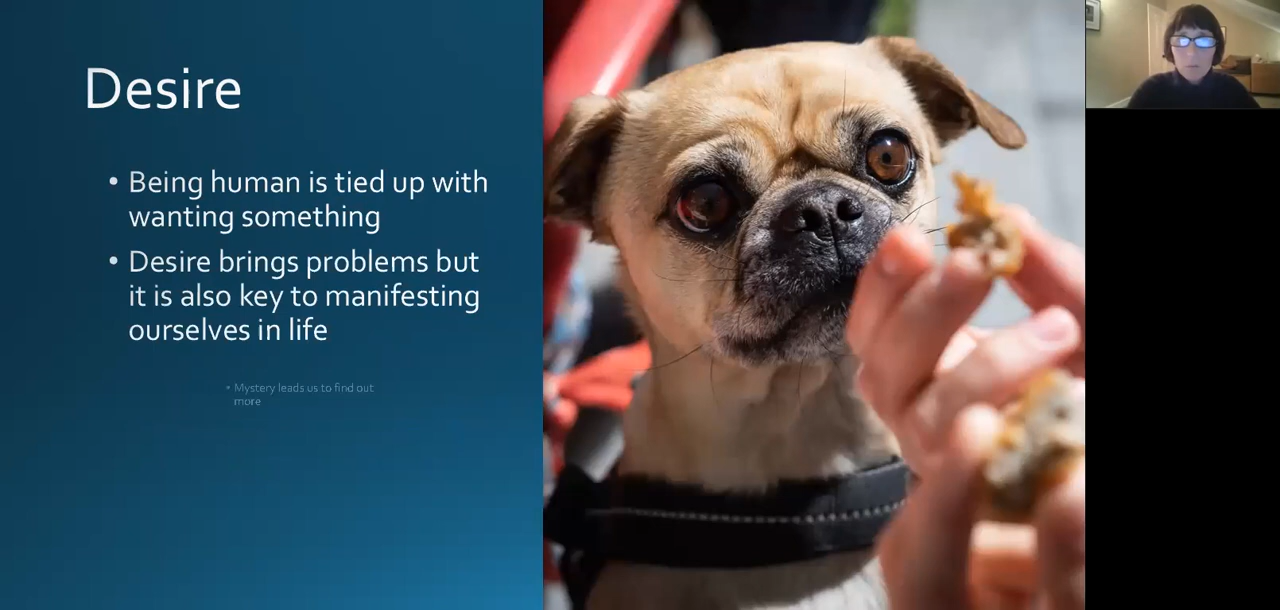 Desire
• Being human is tied up with
wanting something
• Desire brings problems but
it is also key to manifesting
ourselves in life
• Mystery leads us to find out
more